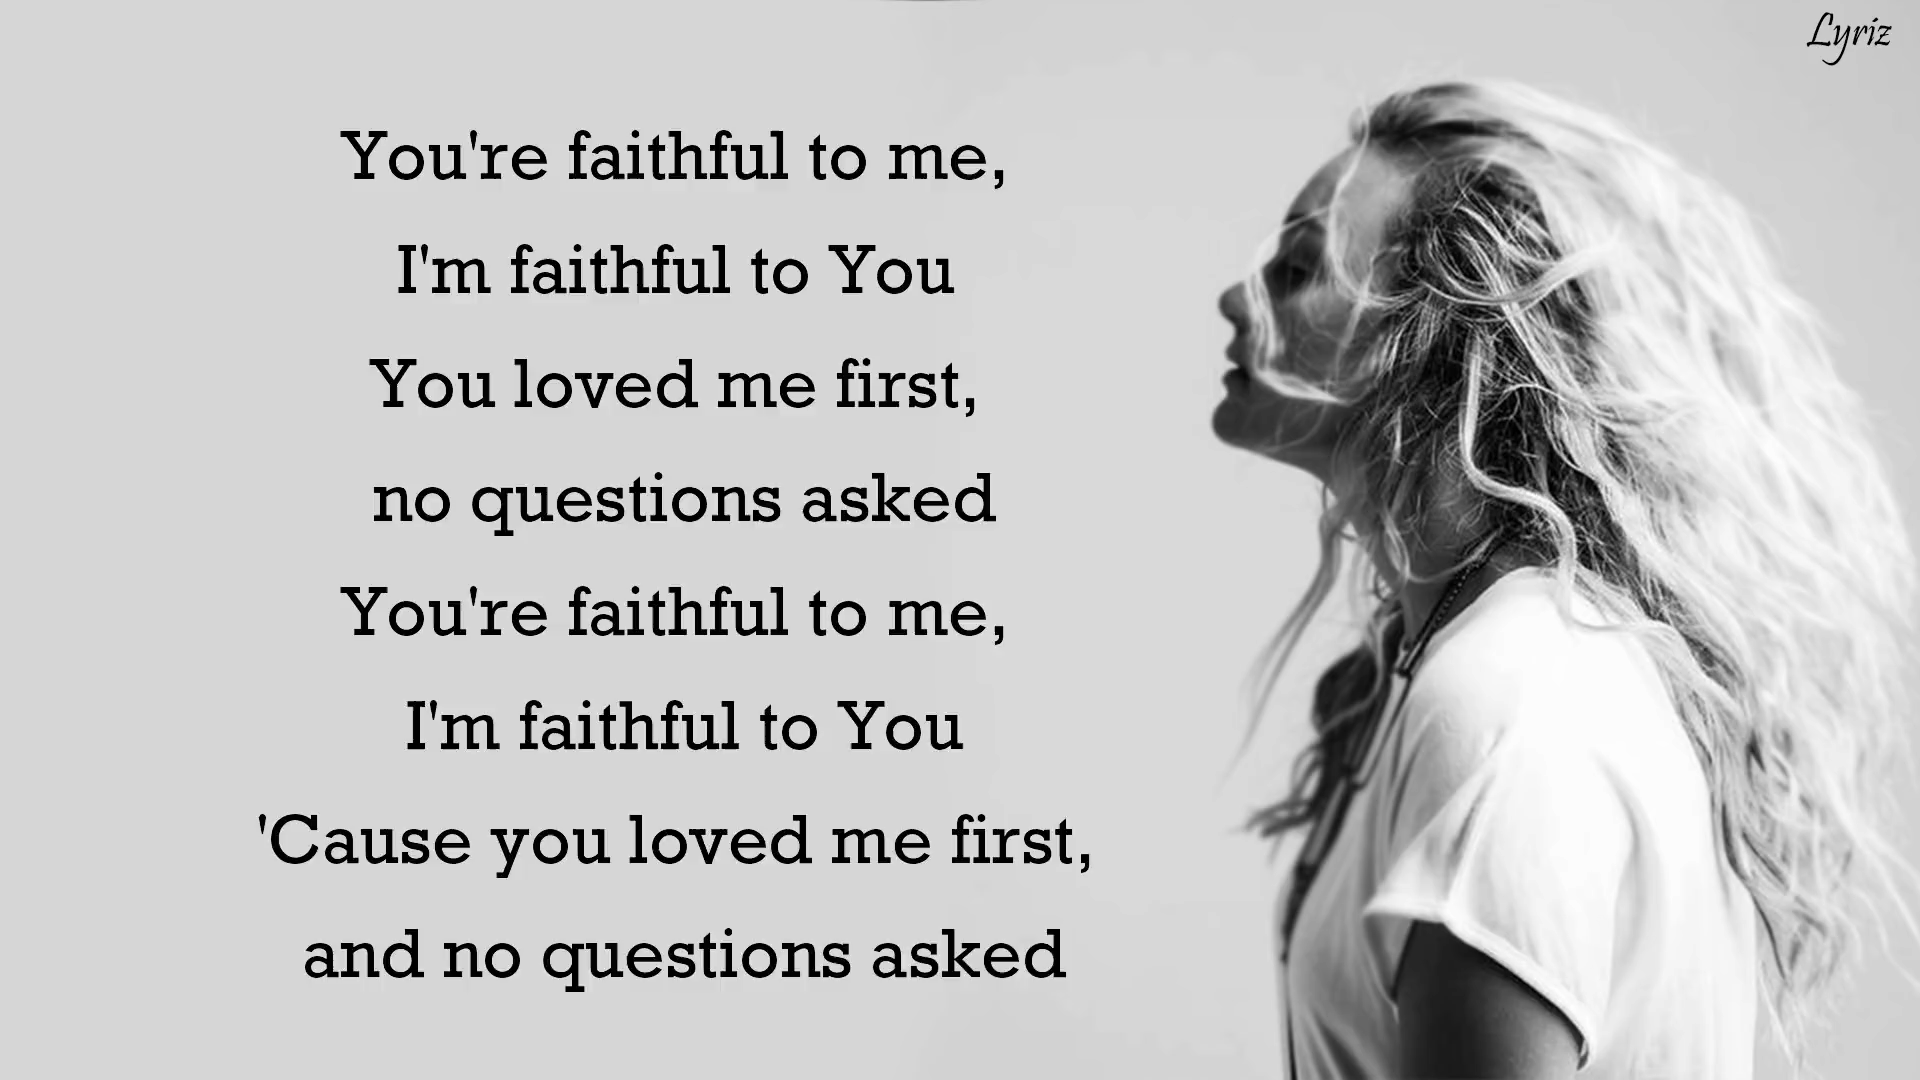 Lyriz
You're faithful to me,
I'm faithful to You
You loved me first,
no questions asked
You're faithful to me,
I'm faithful to You
'Cause you loved me first,
and no questions asked